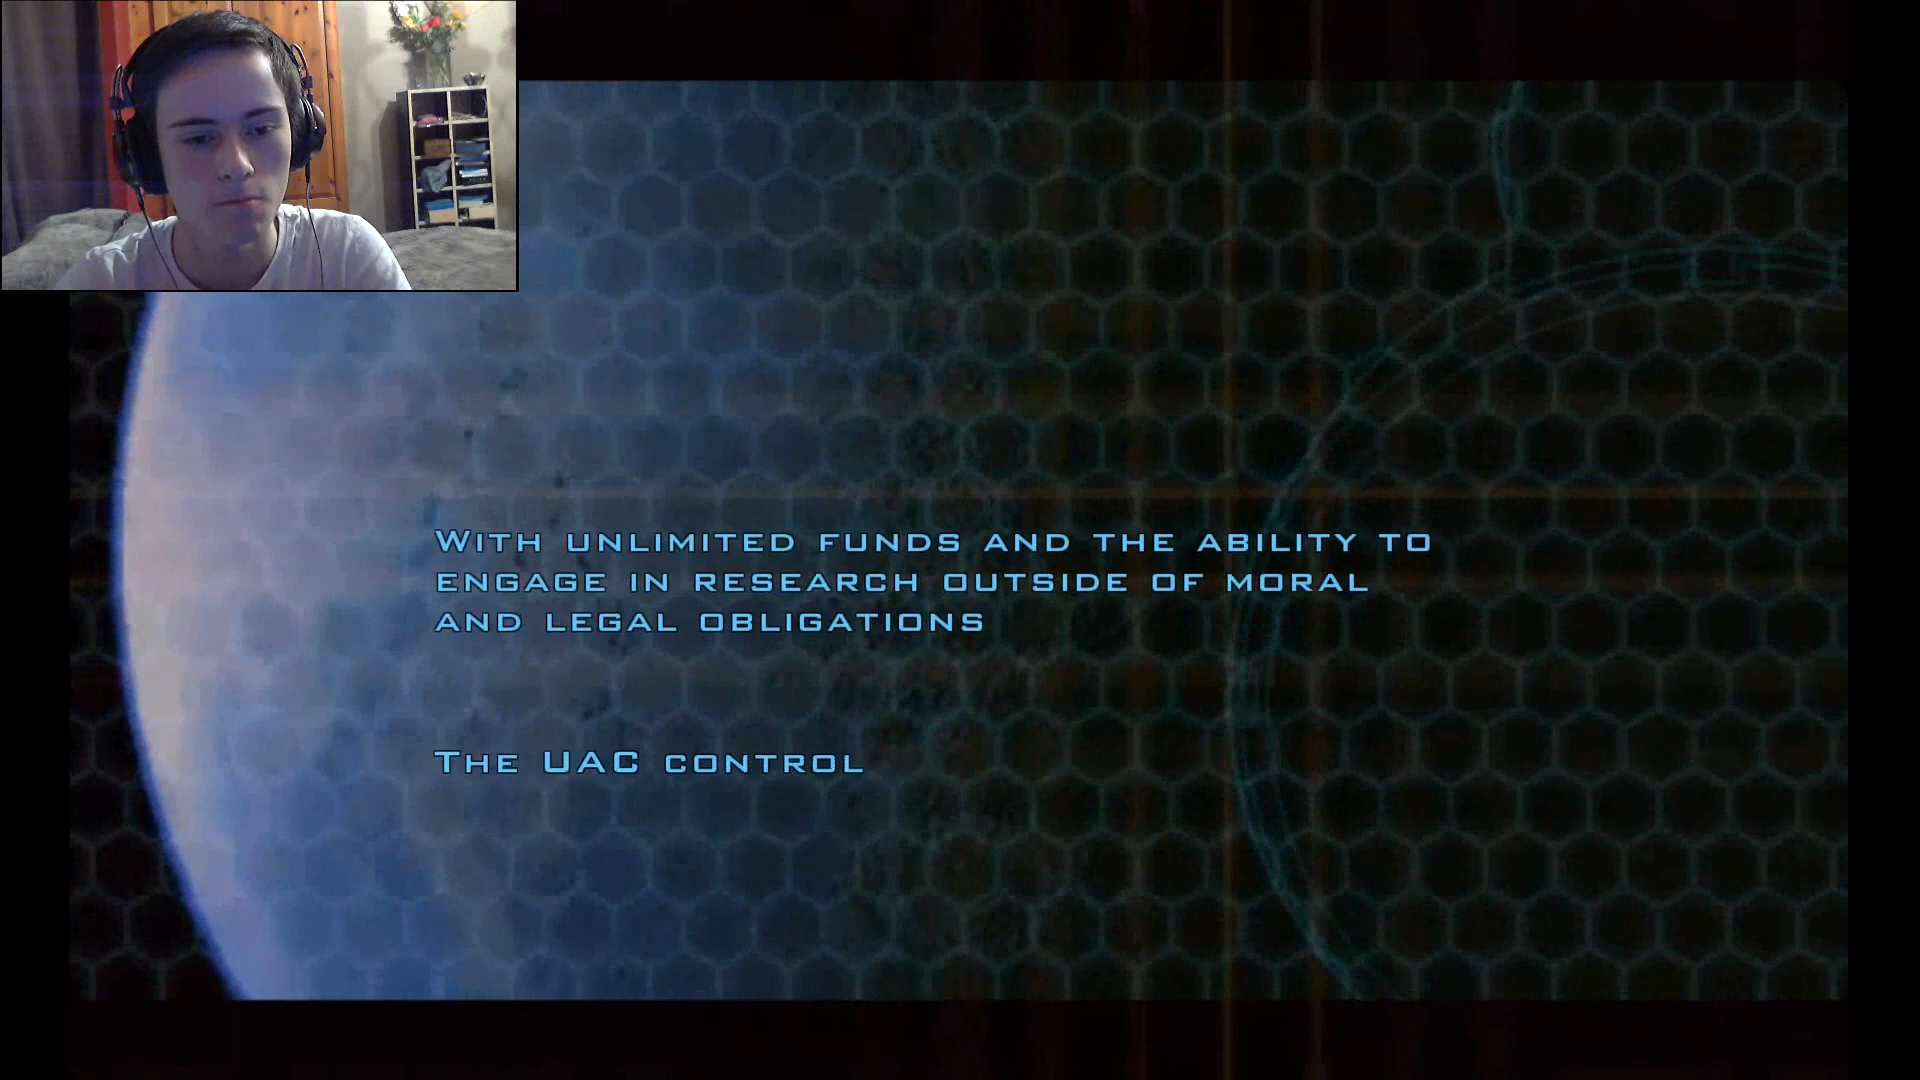 With unlimited funds and the ability to
engage in research outside of moral
and legal obligations
The UAC control